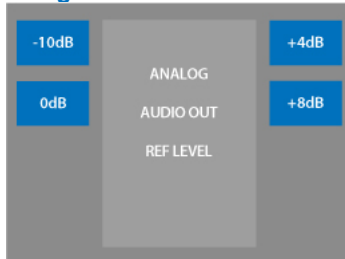 -10dB
+4dB
ANALOG
0dB
AUDIO OUT
+8dB
REF LEVEL